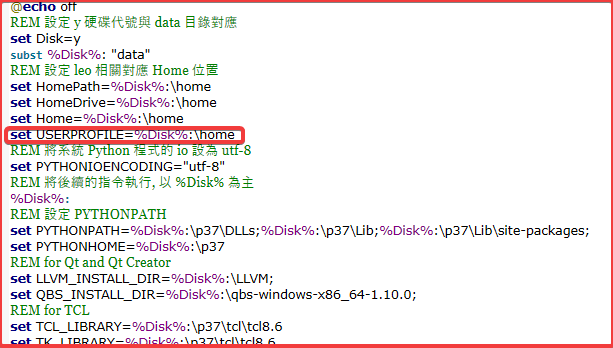 @echo off
REM 設定 y 硬碟代號與 data 目錄對應
set Disk=y
subst %Disk%: "data"
REM 設定 leo 相關對應 Home 位置
set HomePath=%Disk%:\home
set HomeDrive=%Disk%:\home
set Home=%Disk%:\home
set USERPROFILE=%Disk%:\home
REM 將系統 Python 程式的 io 設為 utf-8
set PYTHONIOENCODING="utf-8"
REM 將後續的指令執行, 以 %Disk% 為主
%Disk%:
REM 設定 PYTHONPATH
set PYTHONPATH=%Disk%:\p37\DLLs;%Disk%:\p37\Lib;%Disk%:\p37\Lib\site-packages;
set PYTHONHOME=%Disk%:\p37
REM for Qt and Qt Creator
set LLVM_INSTALL_DIR=%Disk%:\LLVM;
set QBS_INSTALL_DIR=%Disk%:\qbs-windows-x86_64-1.10.0;
REM for TCL
set TCL_LIBRARY=%Disk%:\p37\tcl\tcl8.6
set TK_LIBRARY=%Disk%:\p37\tcl\tcl8.6